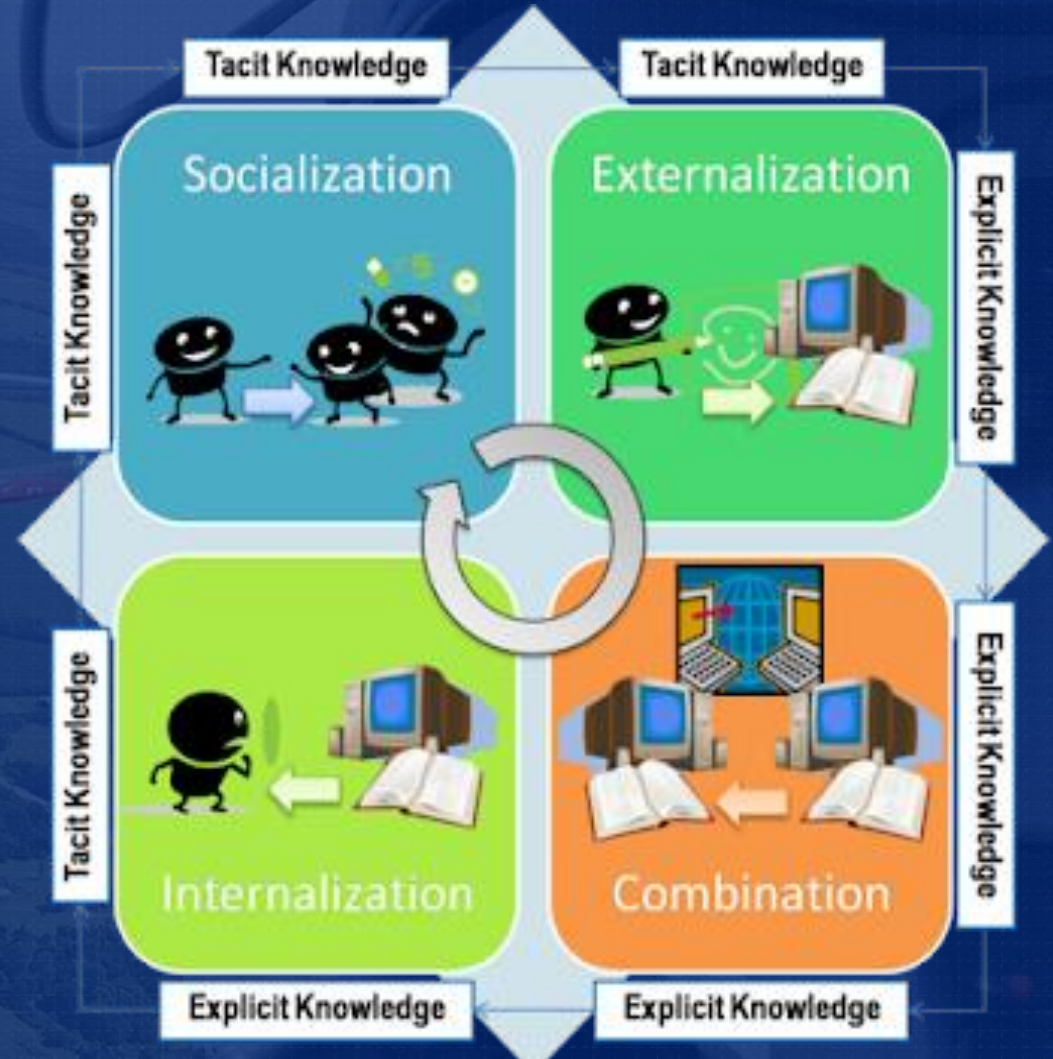 Tacit Knowledge
Tacit Knowledge
Socialization
Externalization
Tacit Knowledge
Explicit Knowledge
Tacit Knowledge
Explicit Knowledge
Internalization
Combination
Explicit Knowledge
Explicit Knowledge